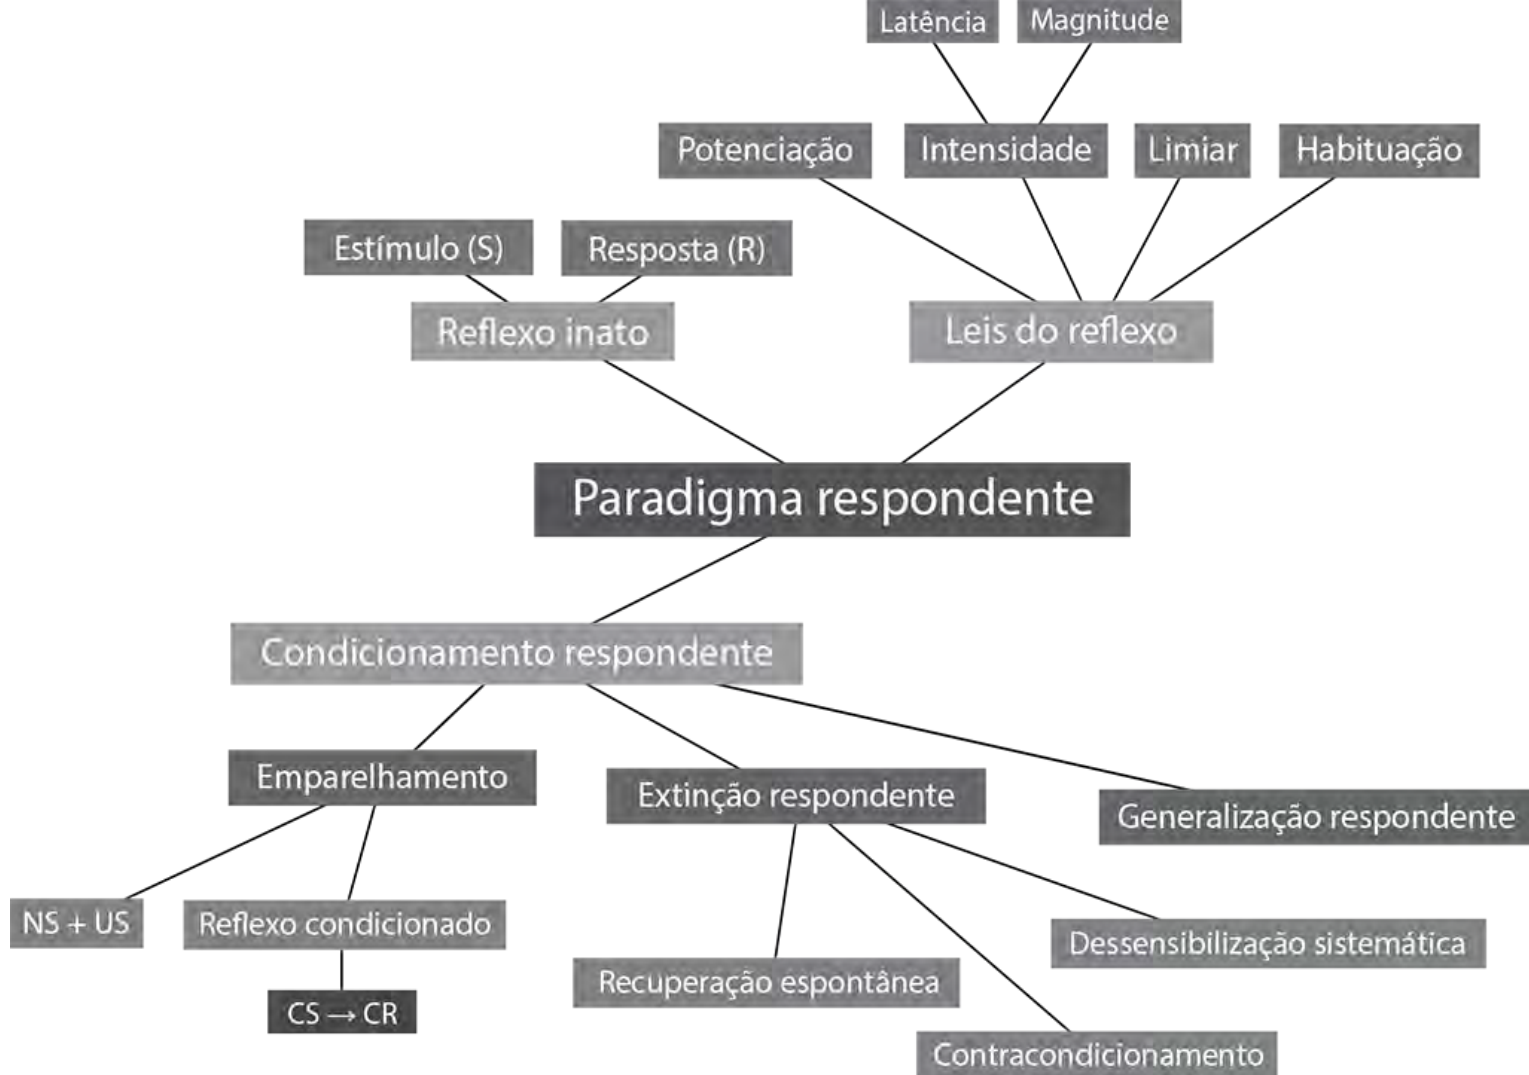 Latência
Magnitude
Potenciação
Intensidade
Limiar
Habituação
Estímulo (S)
Resposta (R)
Reflexo inato
Leis do reflexo
Paradigma respondente
Condicionamento respondente
Emparelhamento
Extinção respondente
Generalização respondente
NS + US
Reflexo condicionado
Dessensibilização sistemática
Recuperação espontânea
CS → CR
Contracondicionamento